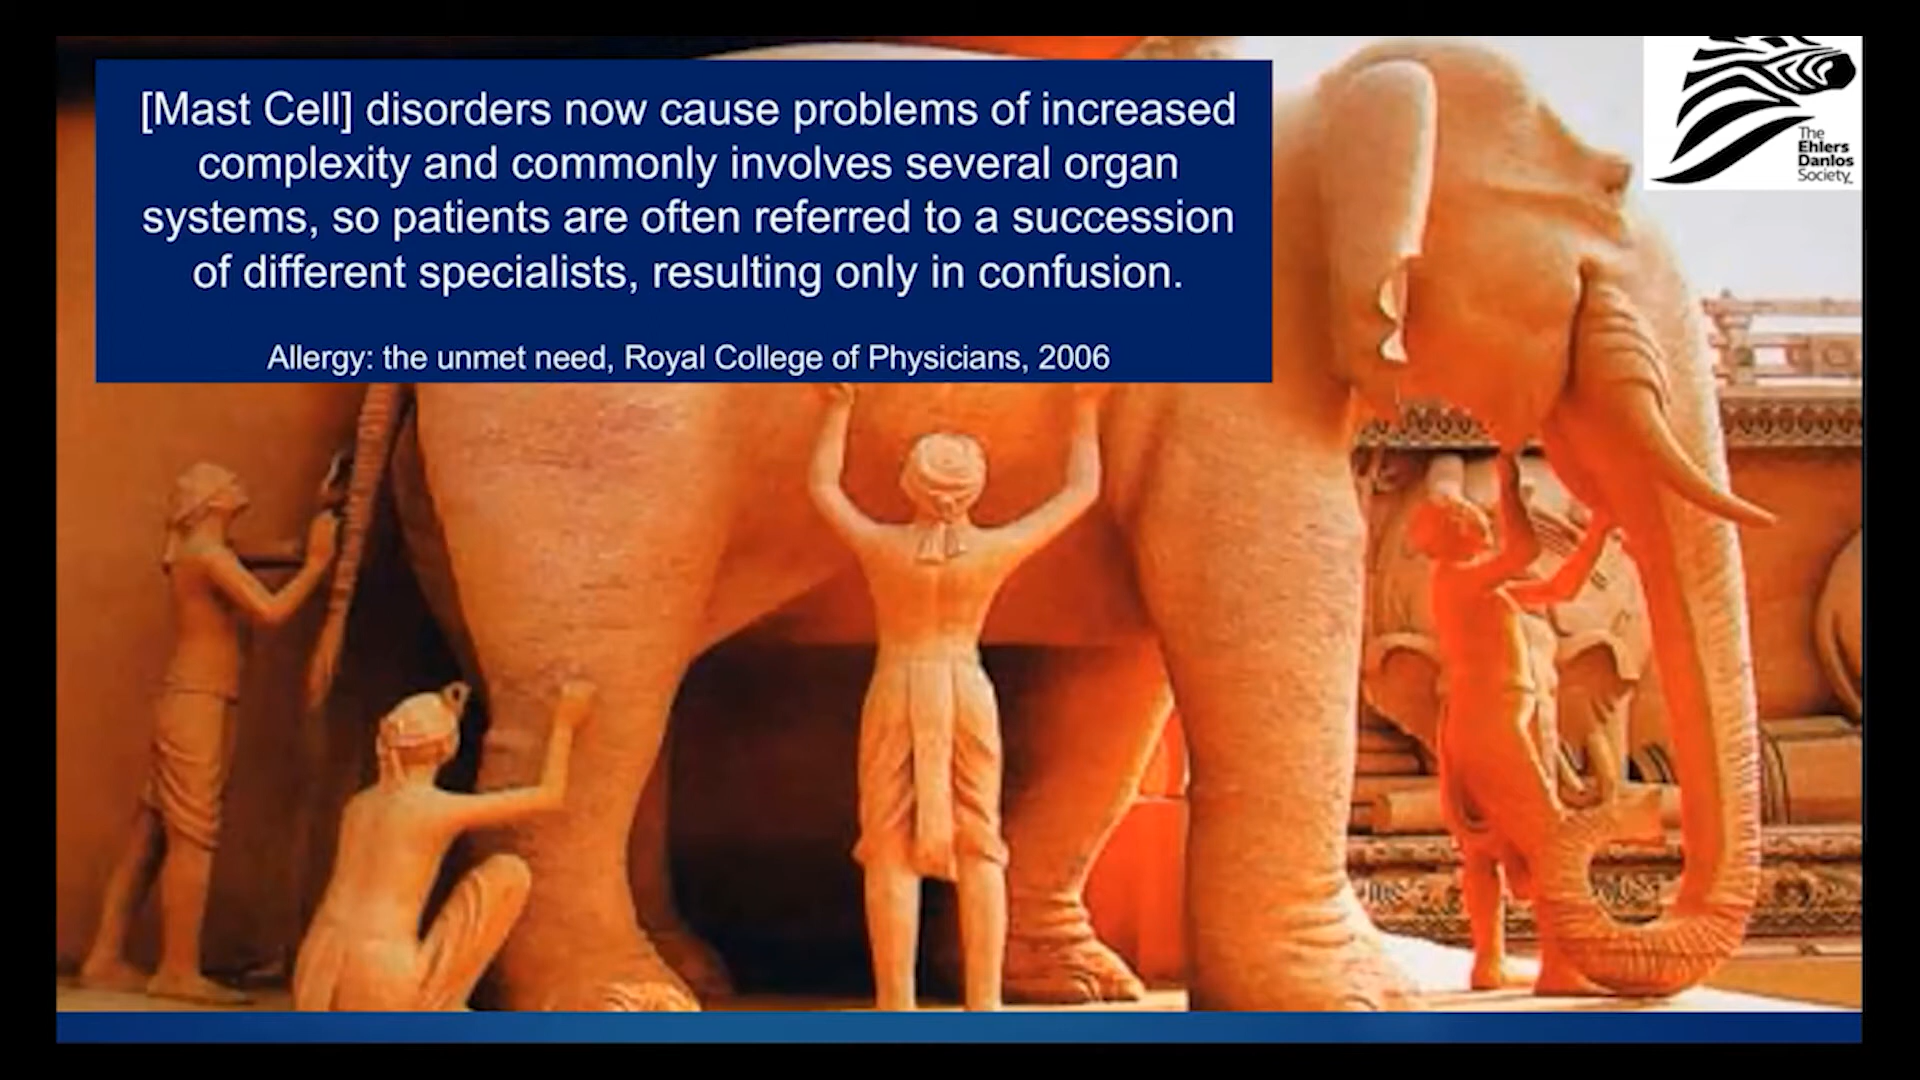 [Mast Cell] disorders now cause problems of increased
complexity and commonly involves several organ
systems, so patients are often referred to a succession
of different specialists, resulting only in confusion.
Allergy: the unmet need, Royal College of Physicians, 2006
The
Ehlers
Danlos
Society